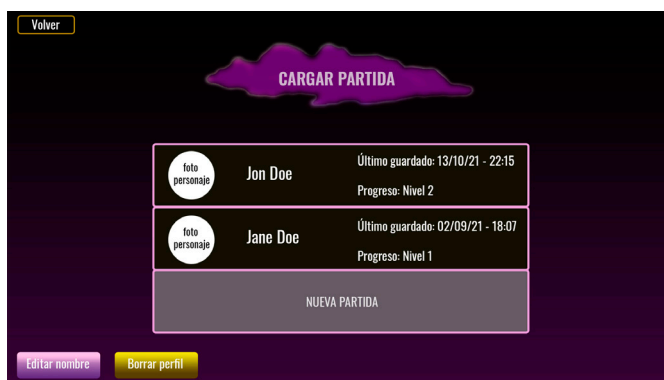 Volver
CARGAR PARTIDA
foto
personaje
Jon Doe
Último guardado: 13/10/21 - 22:15
Progreso: Nivel 2
foto
personaje
Jane Doe
Último guardado: 02/09/21 - 18:07
Progreso: Nivel 1
NUEVA PARTIDA
Editar nombre
Borrar perfil